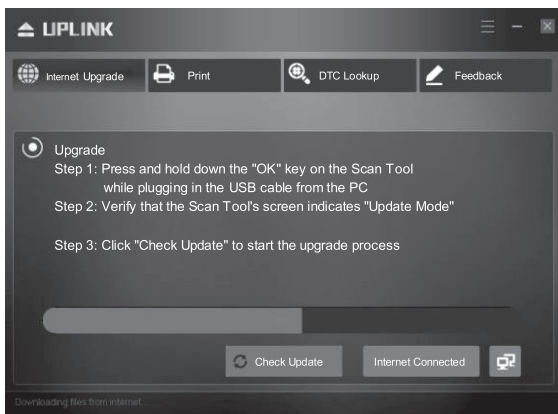 UPLINK
Internet Upgrade
Print
DTC Lookup
Feedback
Upgrade
Step 1: Press and hold down the "OK" key on the Scan Tool
while plugging in the USB cable from the PC
Step 2: Verify that the Scan Tool's screen indicates "Update Mode"
Step 3: Click "Check Update" to start the upgrade process
Check Update
Internet Connected
Downloading files from internet...